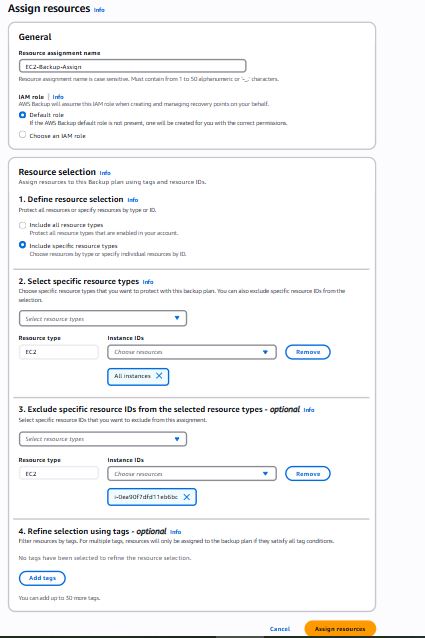 Assign resources Info
General
Resource assignment name
EC2-Backup-Assign
Resource assignment name is case sensitive. Must contain from 1 to 50 alphanumeric or '-_.' characters.
IAM role | Info
AWS Backup will assume this IAM role when creating and managing recovery points on your behalf.
Default role
If the AWS Backup default role is not present, one will be created for you with the correct permissions.
Choose an IAM role
Resource selection Info
Assign resources to this Backup plan using tags and resource IDs.
1. Define resource selection Info
Protect all resources or specify resources by type or ID.
Include all resource types
Protect all resource types that are enabled in your account.
Include specific resource types
Choose resources by type or specify individual resources by ID.
2. Select specific resource types Info
Choose specific resource types that you want to protect with this backup plan. You can also exclude specific resource IDs from the
selection.
Select resource types
Resource type Instance IDs
EC2 Choose resources Remove
All instances
3. Exclude specific resource IDs from the selected resource types - optional Info
Select specific resource IDs that you want to exclude from this assignment.
Select resource types
Resource type Instance IDs
EC2 Choose resources Remove
i-0ea90f7dfd11eb6bc
4. Refine selection using tags - optional Info
Filter resources by tags. For multiple tags, resources will only be assigned to the backup plan if they satisfy all tag conditions.
No tags have been selected to refine the resource selection.
Add tags
You can add up to 30 more tags.
Cancel Assign resources